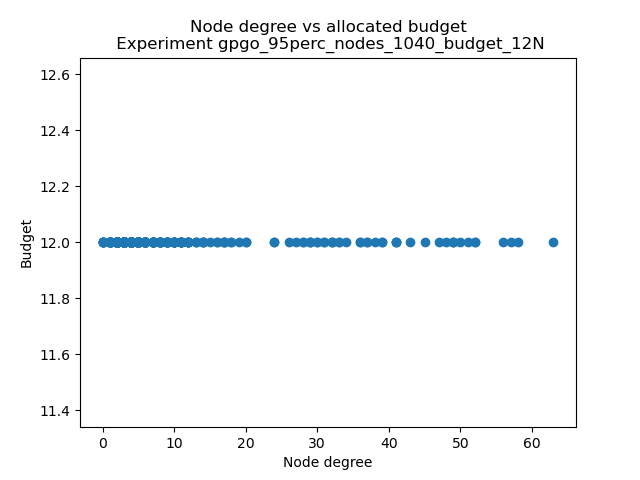 Node degree vs allocated budget
Experiment gpgo_95perc_nodes_1040_budget_12N
12.6
12.4
12.2
12.0
11.8
11.6
11.4
Budget
0 10 20 30 40 50 60
Node degree